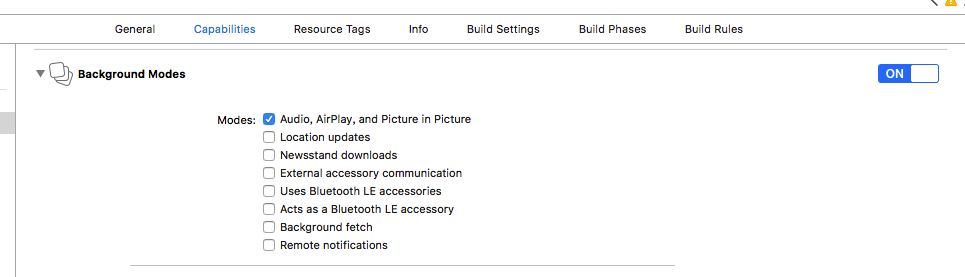 General Capabilities Resource Tags Info Build Settings Build Phases Build Rules
Background Modes ON
Modes: Audio, AirPlay, and Picture in Picture
Location updates
Newsstand downloads
External accessory communication
Uses Bluetooth LE accessories
Acts as a Bluetooth LE accessory
Background fetch
Remote notifications